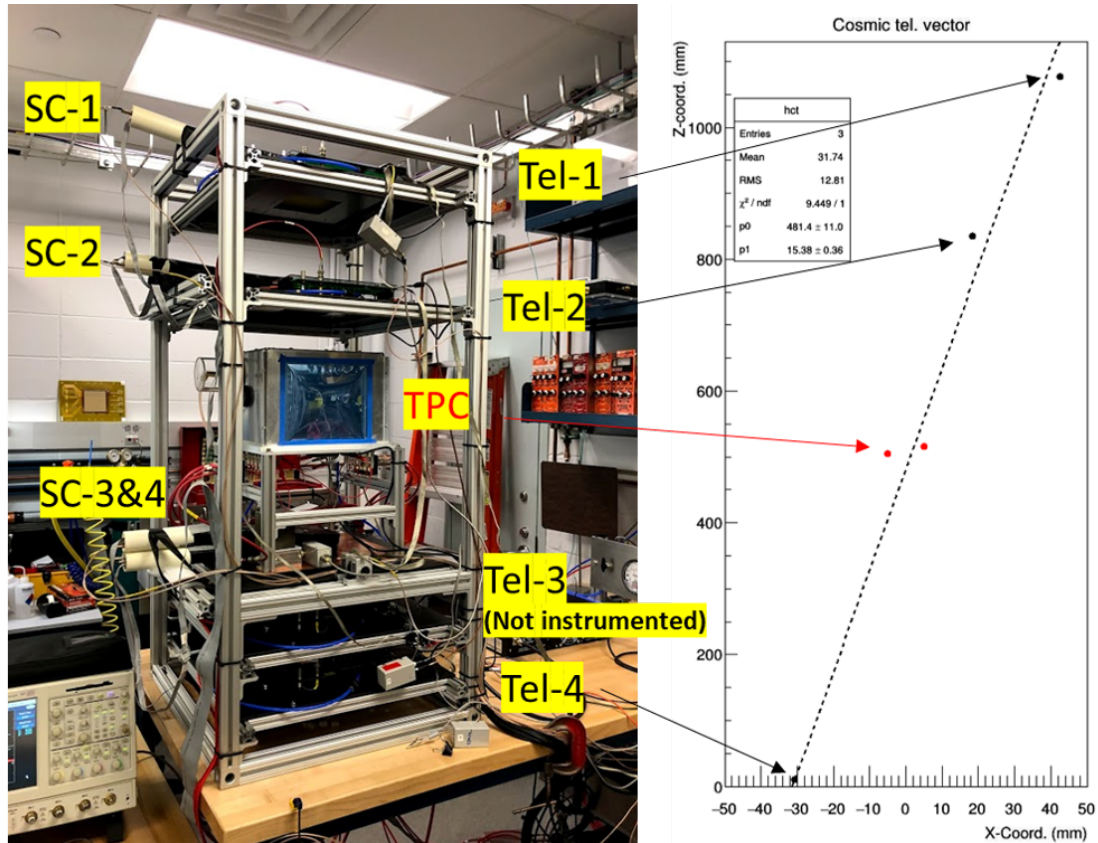 SC-1
SC-2
SC-3&4
Tel-1
Tel-2
TPC
Tel-3
(Not instrumented)
Tel-4
Cosmic tel. vector
Z-coord. (mm)
hct
Entries 3
Mean 31.74
RMS 12.81
χ² / ndf 9.449 / 1
p0 481.4 ± 11.0
p1 15.38 ± 0.36
1000
800
600
400
200
0
−50 −40 −30 −20 −10 0 10 20 30 40 50
X-Coord. (mm)